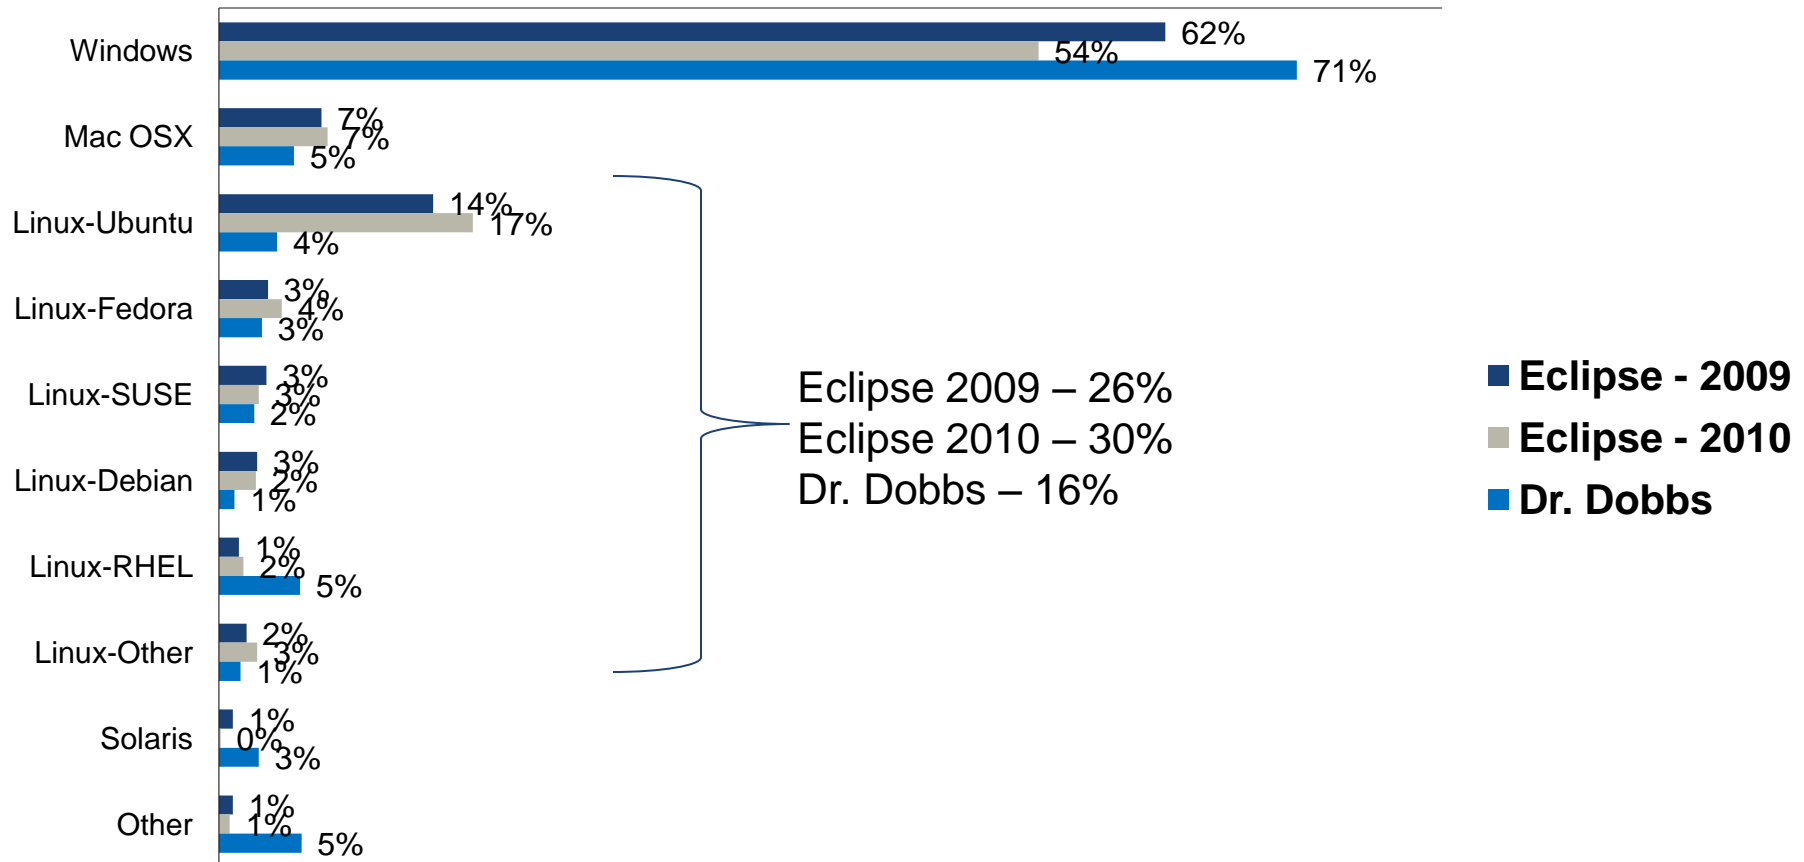 Windows
62%
54%
71%
Mac OSX
7%
7%
5%
Linux-Ubuntu
14%
17%
4%
Linux-Fedora
3%
4%
3%
Linux-SUSE
3%
3%
2%
Linux-Debian
3%
2%
1%
Linux-RHEL
1%
2%
5%
Linux-Other
2%
3%
1%
Solaris
1%
0%
3%
Other
1%
1%
5%
Eclipse 2009 – 26%
Eclipse 2010 – 30%
Dr. Dobbs – 16%
Eclipse - 2009
Eclipse - 2010
Dr. Dobbs